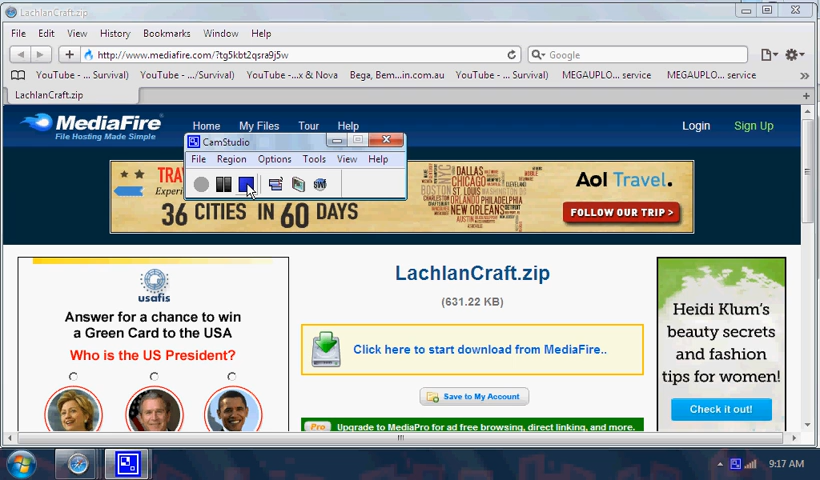 LachlanCraft.zip
File Edit View History Bookmarks Window Help
http://www.mediafire.com/?tg5kbt2qsra9j5w
Google
YouTube - ... Survival) YouTube - .../Survival) YouTube -...x & Nova Bega, Bem...in.com.au YouTube - ... Survival) MEGAUPLO... service MEGAUPLO... service
LachlanCraft.zip
MediaFire
File Hosting Made Simple
Home My Files Tour Help
Login Sign Up
CamStudio
File Region Options Tools View Help
SWF
36 CITIES IN 60 DAYS
DALLAS
CHICAGO
BOSTON ST. LOUIS PHILADELPHIA
NEW ORLEANS
Aol Travel.
FOLLOW OUR TRIP >
usafis
Answer for a chance to win
a Green Card to the USA
Who is the US President?
LachlanCraft.zip
(631.22 KB)
Click here to start download from MediaFire..
Save to My Account
Pro Upgrade to MediaPro for ad free browsing, direct linking, and more.
Heidi Klum's
beauty secrets
and fashion
tips for women!
Check it out!
9:17 AM